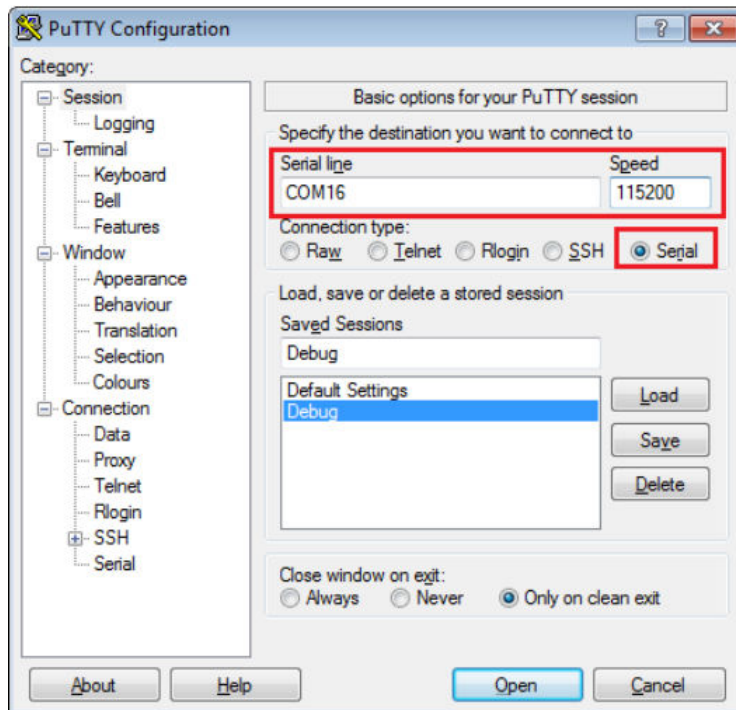 PuTTY Configuration
Category:
Session
Logging
Terminal
Keyboard
Bell
Features
Window
Appearance
Behaviour
Translation
Selection
Colours
Connection
Data
Proxy
Telnet
Rlogin
SSH
Serial
Basic options for your PuTTY session
Specify the destination you want to connect to
Serial line Speed
COM16 115200
Connection type:
Raw Telnet Rlogin SSH Serial
Load, save or delete a stored session
Saved Sessions
Debug
Default Settings
Debug
Load
Save
Delete
Close window on exit:
Always Never Only on clean exit
About Help Open Cancel